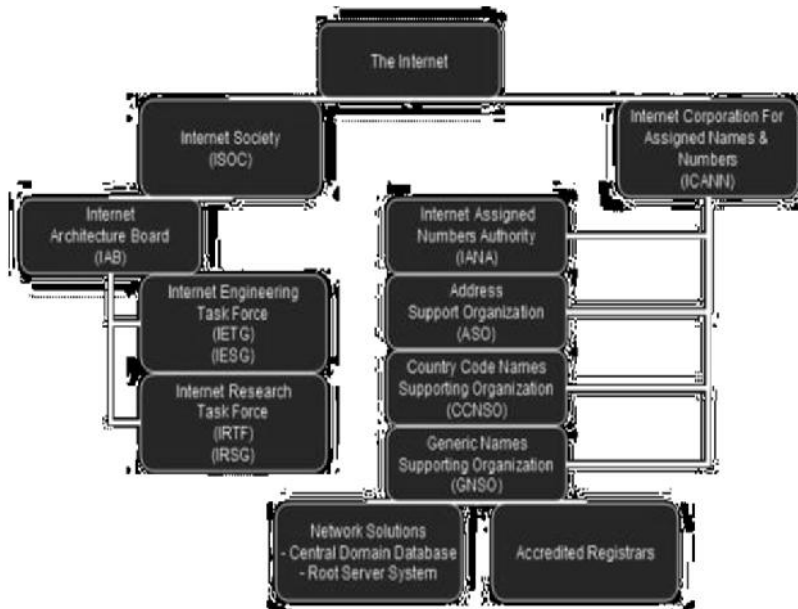 The Internet
Internet Society
(ISOC)
Internet Corporation For
Assigned Names &
Numbers
(ICANN)
Internet
Architecture Board
(IAB)
Internet Assigned
Numbers Authority
(IANA)
Internet Engineering
Task Force
(IETG)
(IESG)
Address
Support Organization
(ASO)
Country Code Names
Supporting Organization
(CCNSO)
Internet Research
Task Force
(IRTF)
(IRSG)
Generic Names
Supporting Organization
(GNSO)
Network Solutions
- Central Domain Database
- Root Server System
Accredited Registrars